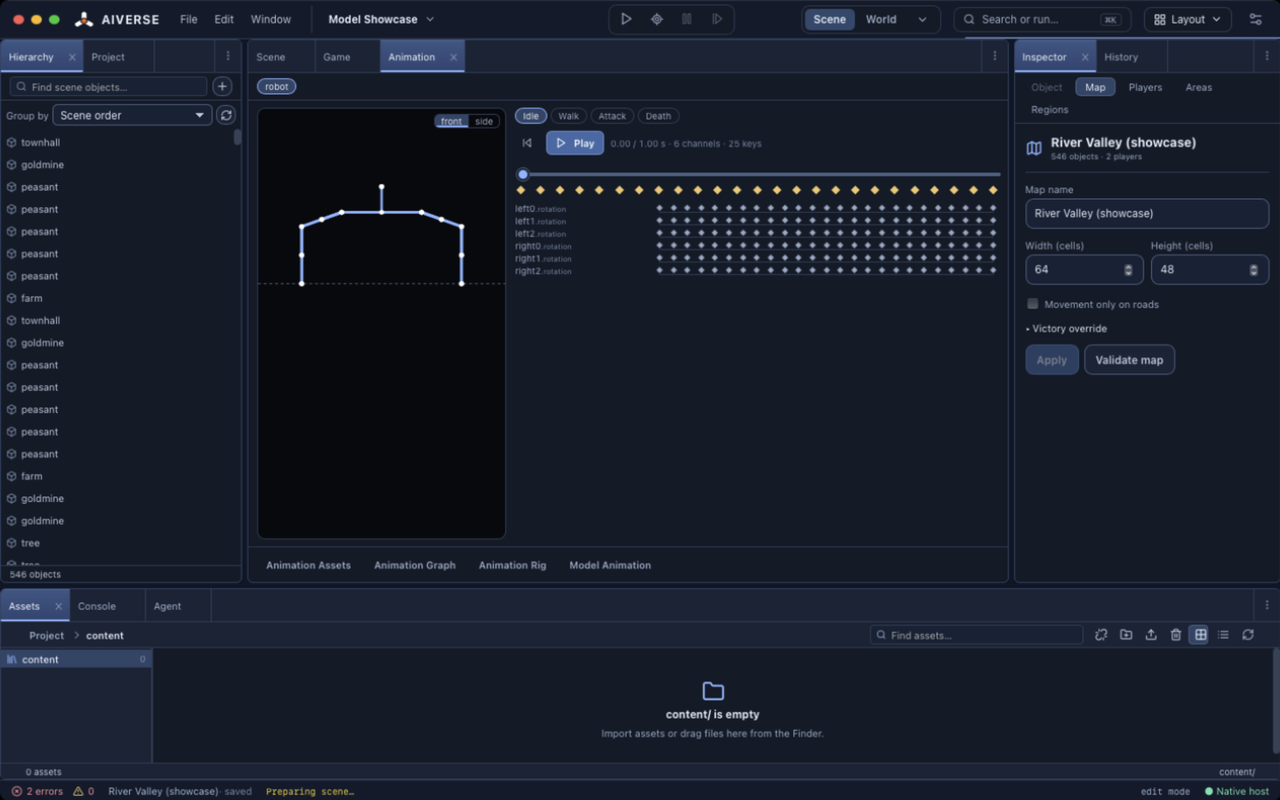 AIVERSE File Edit Window Model Showcase Scene World Search or run... ⌘K Layout
Hierarchy Project
Find scene objects...
Group by Scene order
townhall
goldmine
peasant
peasant
peasant
peasant
peasant
farm
townhall
goldmine
peasant
peasant
peasant
peasant
peasant
farm
goldmine
goldmine
tree
tree
546 objects
Scene Game Animation
robot
front side
Idle Walk Attack Death
Play 0.00 / 1.00 s · 6 channels · 25 keys
left0.rotation
left1.rotation
left2.rotation
right0.rotation
right1.rotation
right2.rotation
Animation Assets Animation Graph Animation Rig Model Animation
Inspector History
Object Map Players Areas
Regions
River Valley (showcase)
546 objects · 2 players
Map name
River Valley (showcase)
Width (cells) Height (cells)
64 48
Movement only on roads
• Victory override
Apply Validate map
Assets Console Agent
Project > content
Find assets...
content 0
content/ is empty
Import assets or drag files here from the Finder.
0 assets content/
2 errors 0 River Valley (showcase) · saved Preparing scene… edit mode Native host